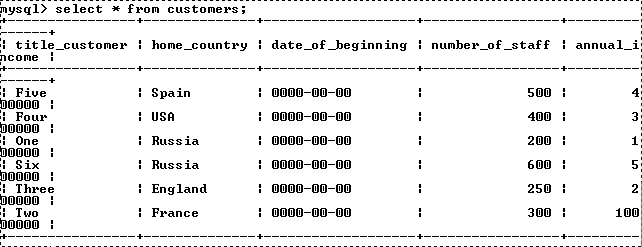 mysql> select * from customers;
+----------------+--------------+-------------------+-----------------+---------
------+
| title_customer | home_country | date_of_beginning | number_of_staff | annual_i
ncome |
+----------------+--------------+-------------------+-----------------+---------
------+
| Five           | Spain        | 0000-00-00        |             500 |        4
00000 |
| Four           | USA          | 0000-00-00        |             400 |        3
00000 |
| One            | Russia       | 0000-00-00        |             200 |        1
00000 |
| Six            | Russia       | 0000-00-00        |             600 |        5
00000 |
| Three          | England      | 0000-00-00        |             250 |        2
00000 |
| Two            | France       | 0000-00-00        |             300 |      100
00000 |
+----------------+--------------+-------------------+-----------------+---------